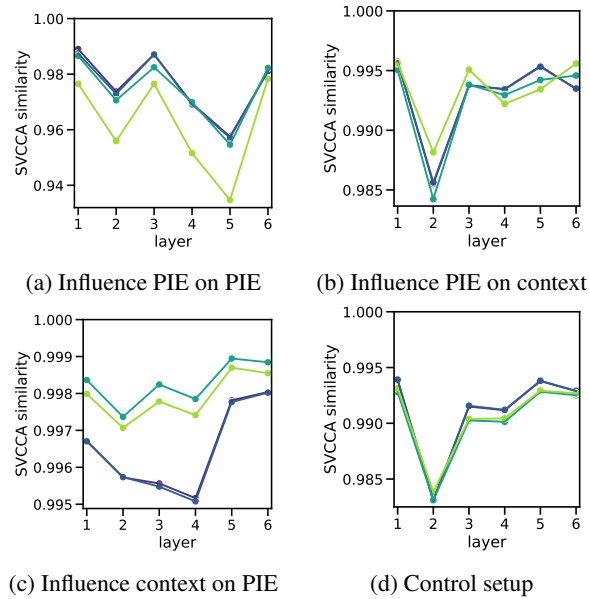 1.00
0.98
0.96
0.94
SVCCA similarity
1 2 3 4 5 6
layer
(a) Influence PIE on PIE
1.000
0.995
0.990
0.985
SVCCA similarity
1 2 3 4 5 6
layer
(b) Influence PIE on context
1.000
0.999
0.998
0.997
0.996
0.995
SVCCA similarity
1 2 3 4 5 6
layer
(c) Influence context on PIE
1.000
0.995
0.990
0.985
SVCCA similarity
1 2 3 4 5 6
layer
(d) Control setup